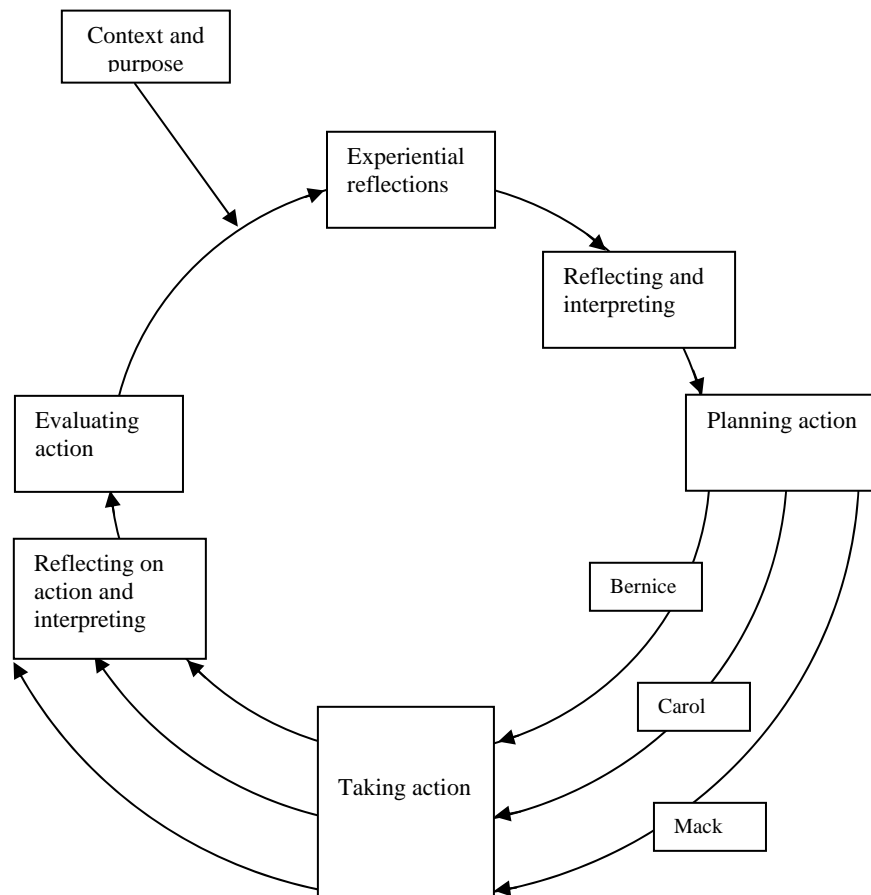 Context and
purpose
Experiential
reflections
Reflecting and
interpreting
Evaluating
action
Planning action
Reflecting on
action and
interpreting
Bernice
Carol
Taking action
Mack